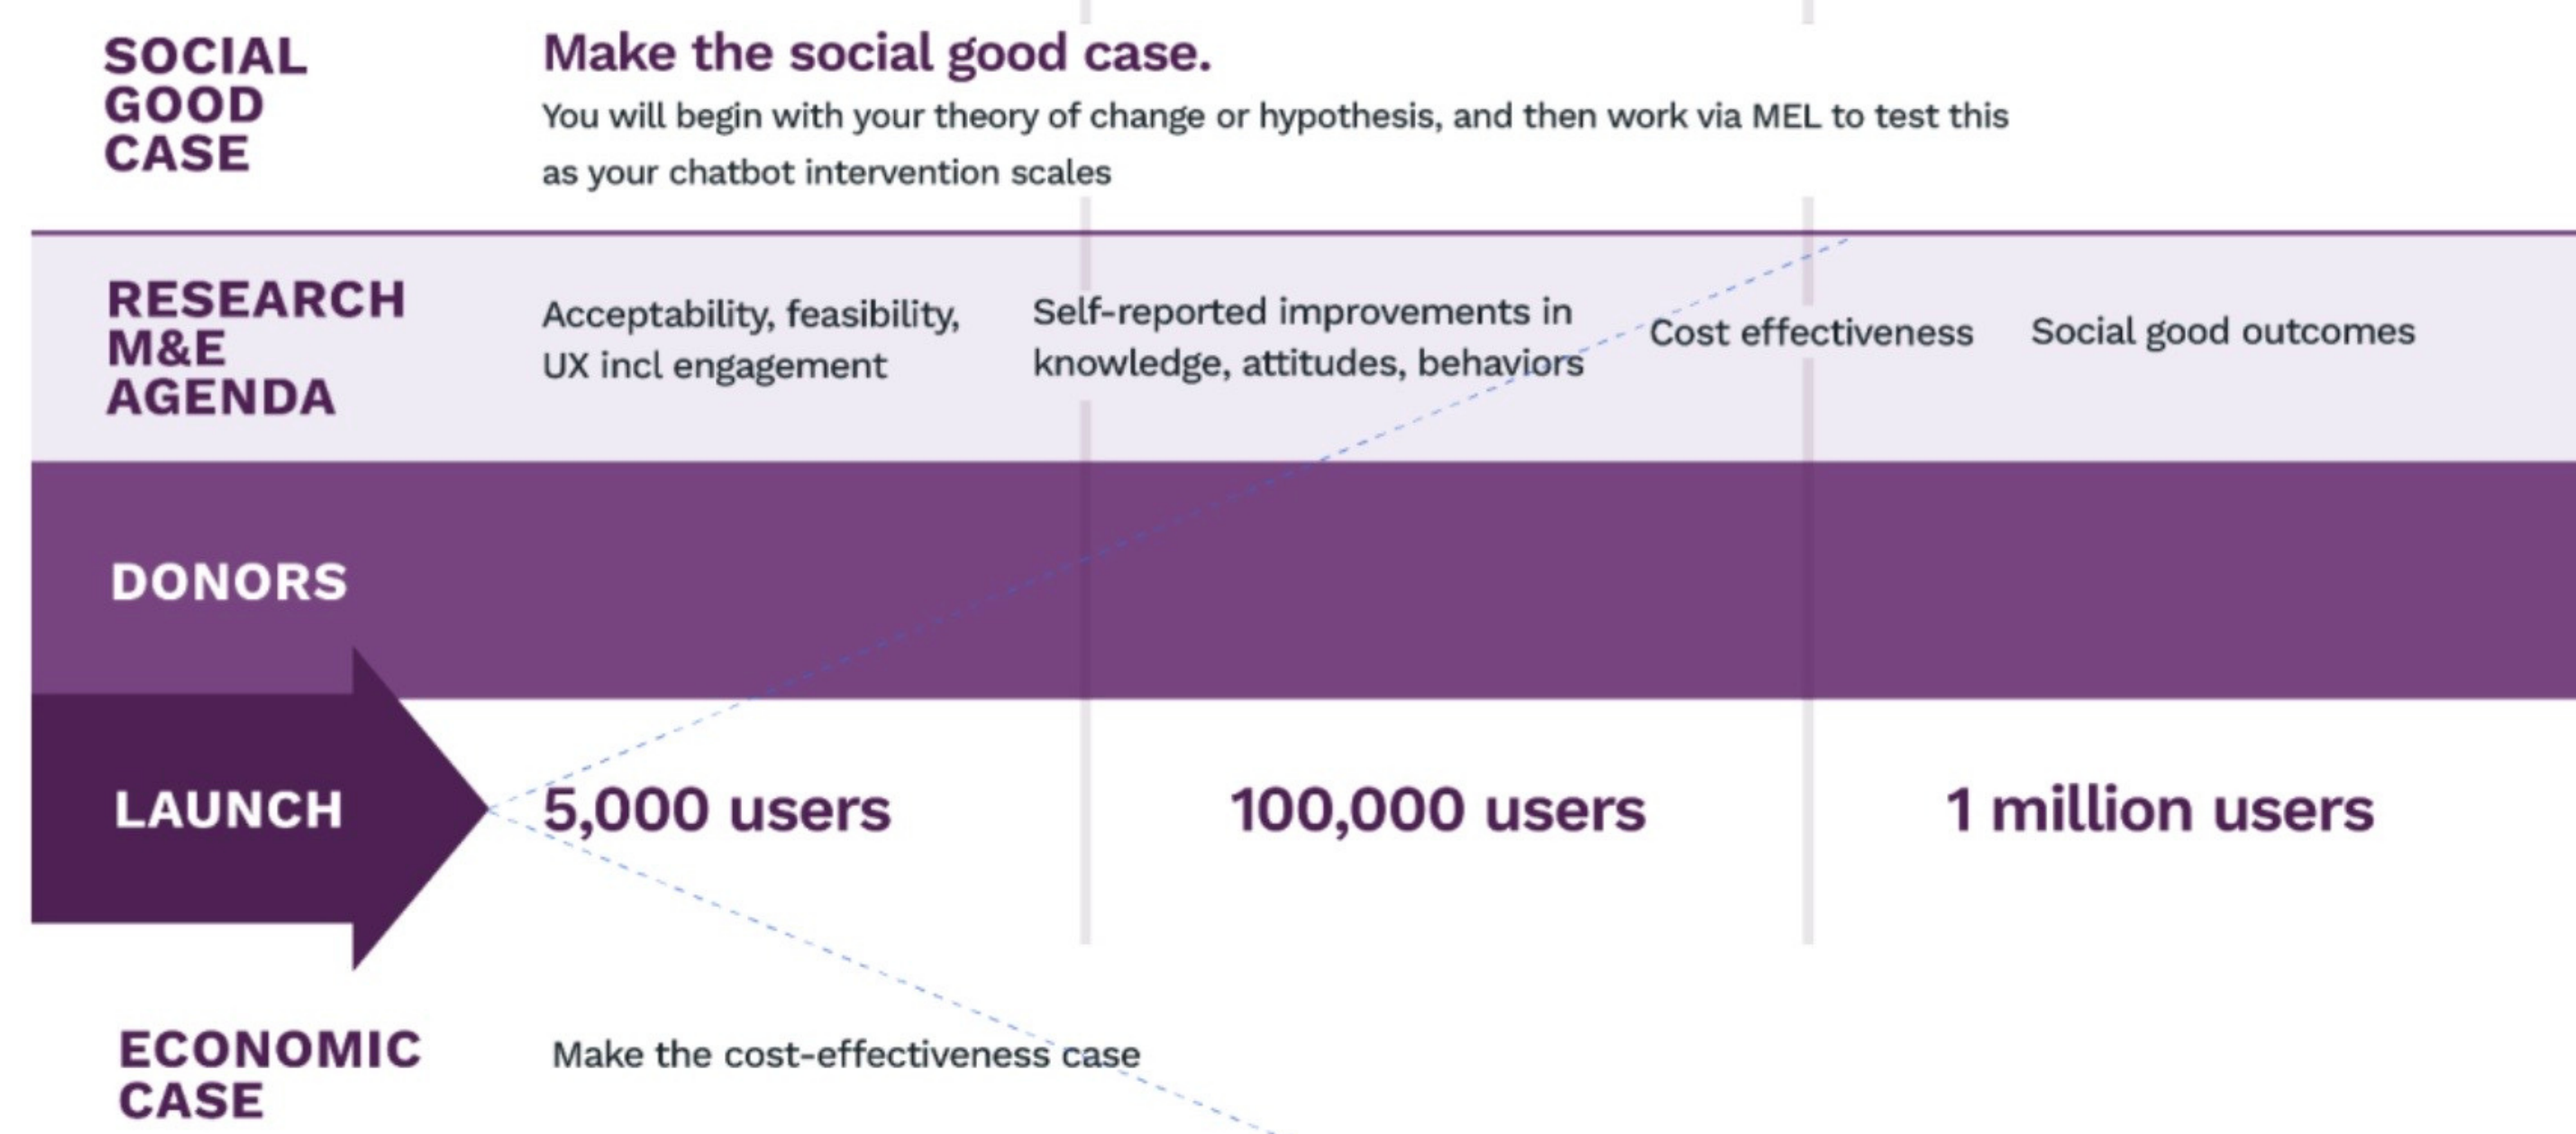 SOCIAL
GOOD
CASE
Make the social good case.
You will begin with your theory of change or hypothesis, and then work via MEL to test this
as your chatbot intervention scales
RESEARCH
M&E
AGENDA
Acceptability, feasibility,
UX incl engagement
Self-reported improvements in
knowledge, attitudes, behaviors
Cost effectiveness
Social good outcomes
DONORS
LAUNCH
5,000 users
100,000 users
1 million users
ECONOMIC
CASE
Make the cost-effectiveness case